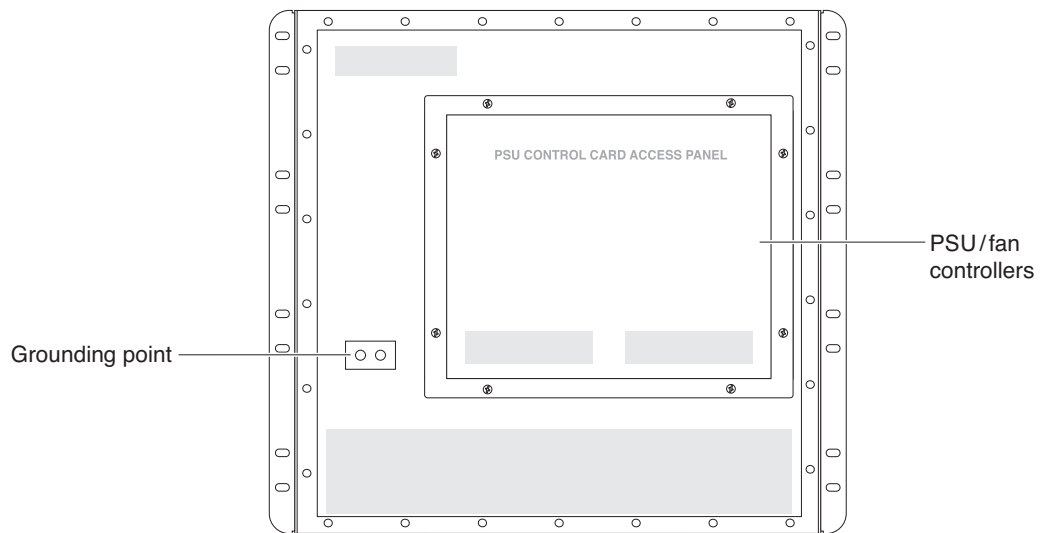 PSU CONTROL CARD ACCESS PANEL
PSU/fan
controllers
Grounding point